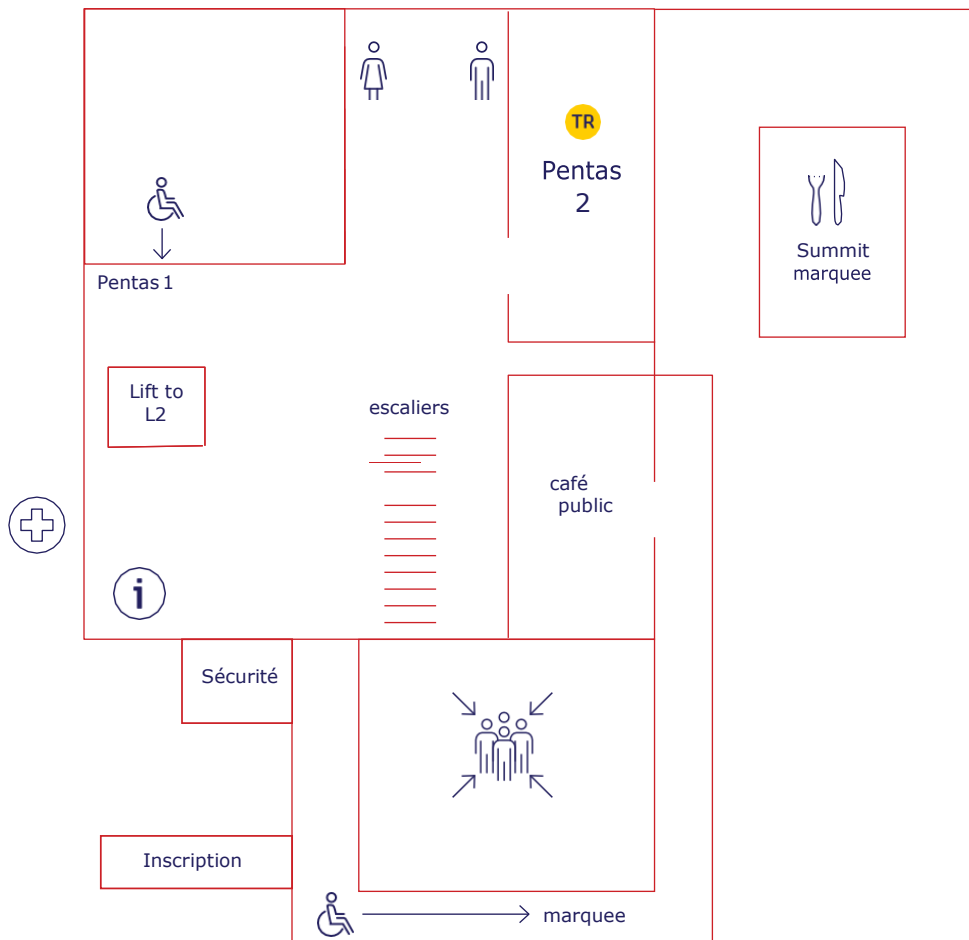 TR
Pentas
2
Summit
marquee
Pentas 1
Lift to
L2
escaliers
café
public
i
Sécurité
Inscription
marquee